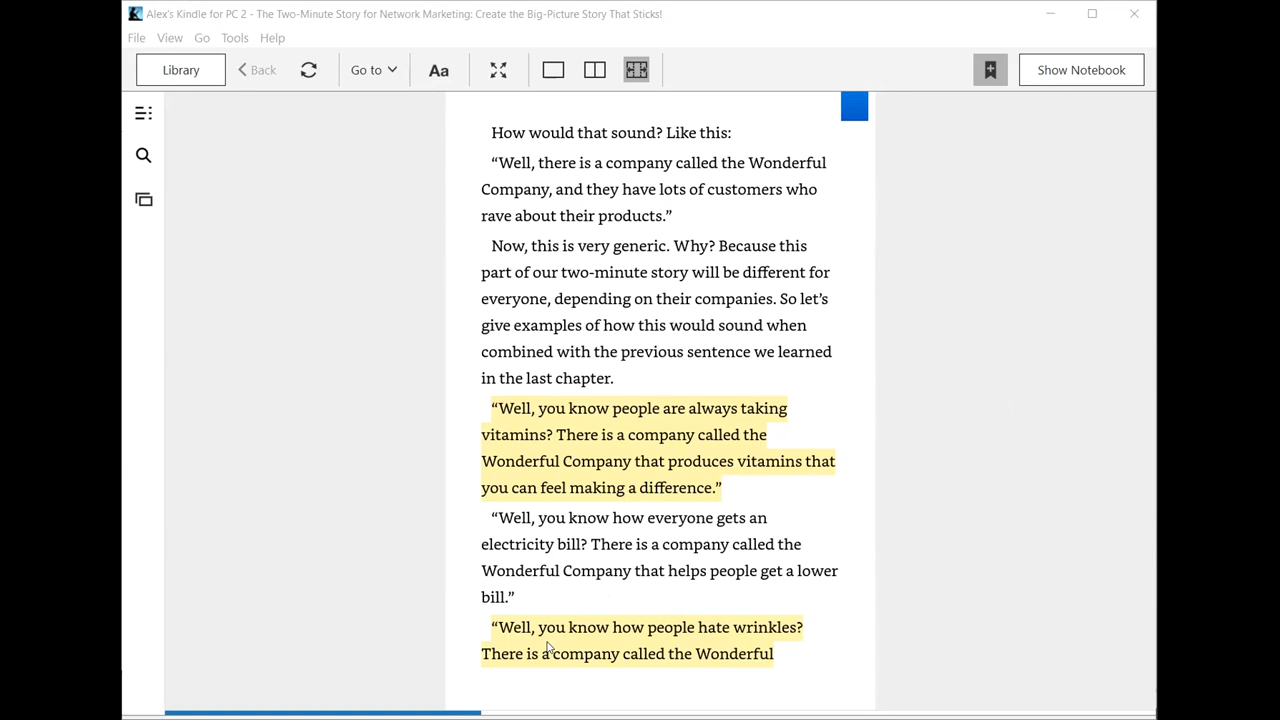 Alex's Kindle for PC 2 - The Two-Minute Story for Network Marketing: Create the Big-Picture Story That Sticks!
File View Go Tools Help
Library Back Go to Aa Show Notebook
How would that sound? Like this:
“Well, there is a company called the Wonderful
Company, and they have lots of customers who
rave about their products.”
Now, this is very generic. Why? Because this
part of our two-minute story will be different for
everyone, depending on their companies. So let’s
give examples of how this would sound when
combined with the previous sentence we learned
in the last chapter.
“Well, you know people are always taking
vitamins? There is a company called the
Wonderful Company that produces vitamins that
you can feel making a difference.”
“Well, you know how everyone gets an
electricity bill? There is a company called the
Wonderful Company that helps people get a lower
bill.”
“Well, you know how people hate wrinkles?
There is a company called the Wonderful